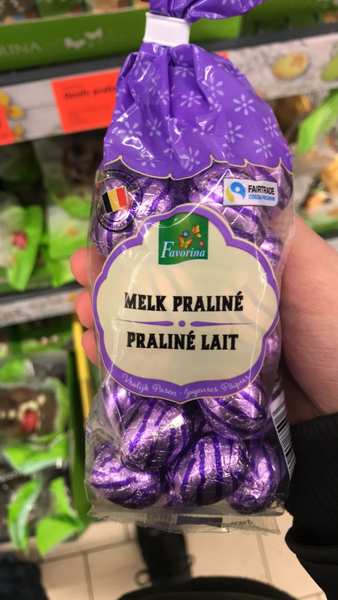 FAIRTRADE
COCOA PROGRAM
Favorina
MELK PRALINÉ
PRALINÉ LAIT
Vrolijk Pasen - Joyeuses Pâques